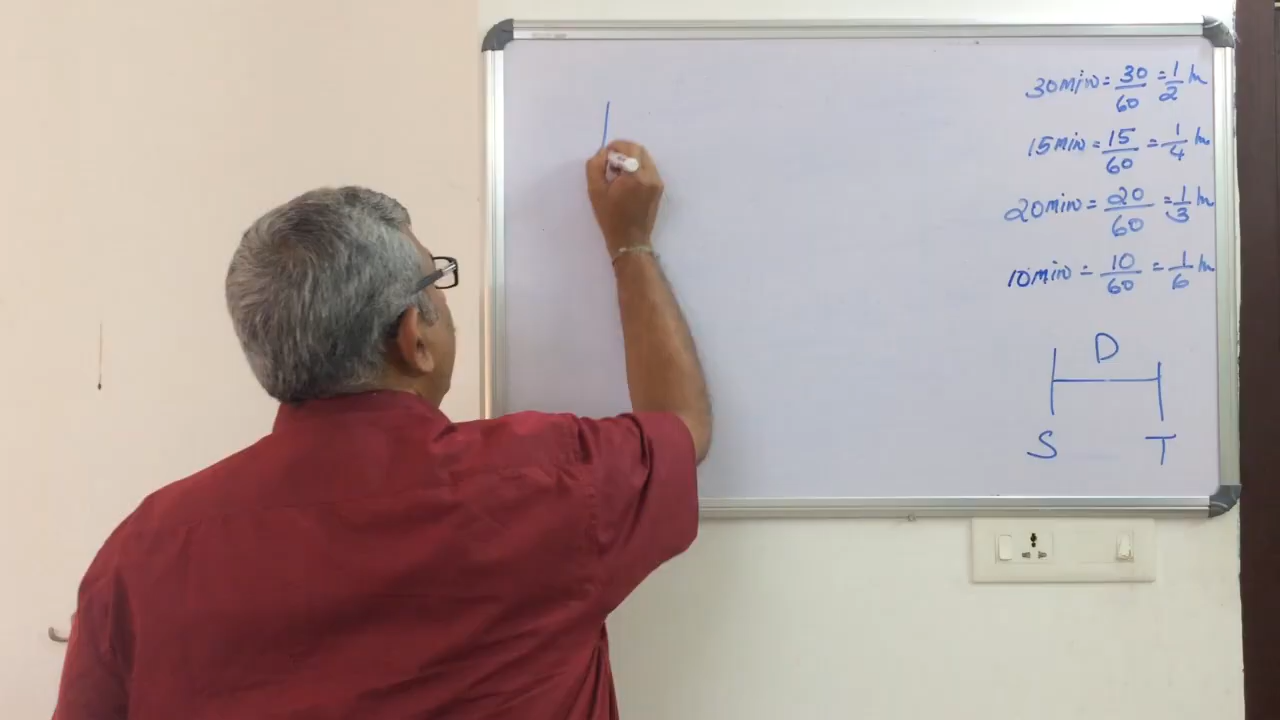 30min = 30/60 = 1/2 hr
15min = 15/60 = 1/4 hr
20min = 20/60 = 1/3 hr
10min = 10/60 = 1/6 hr
D
S T